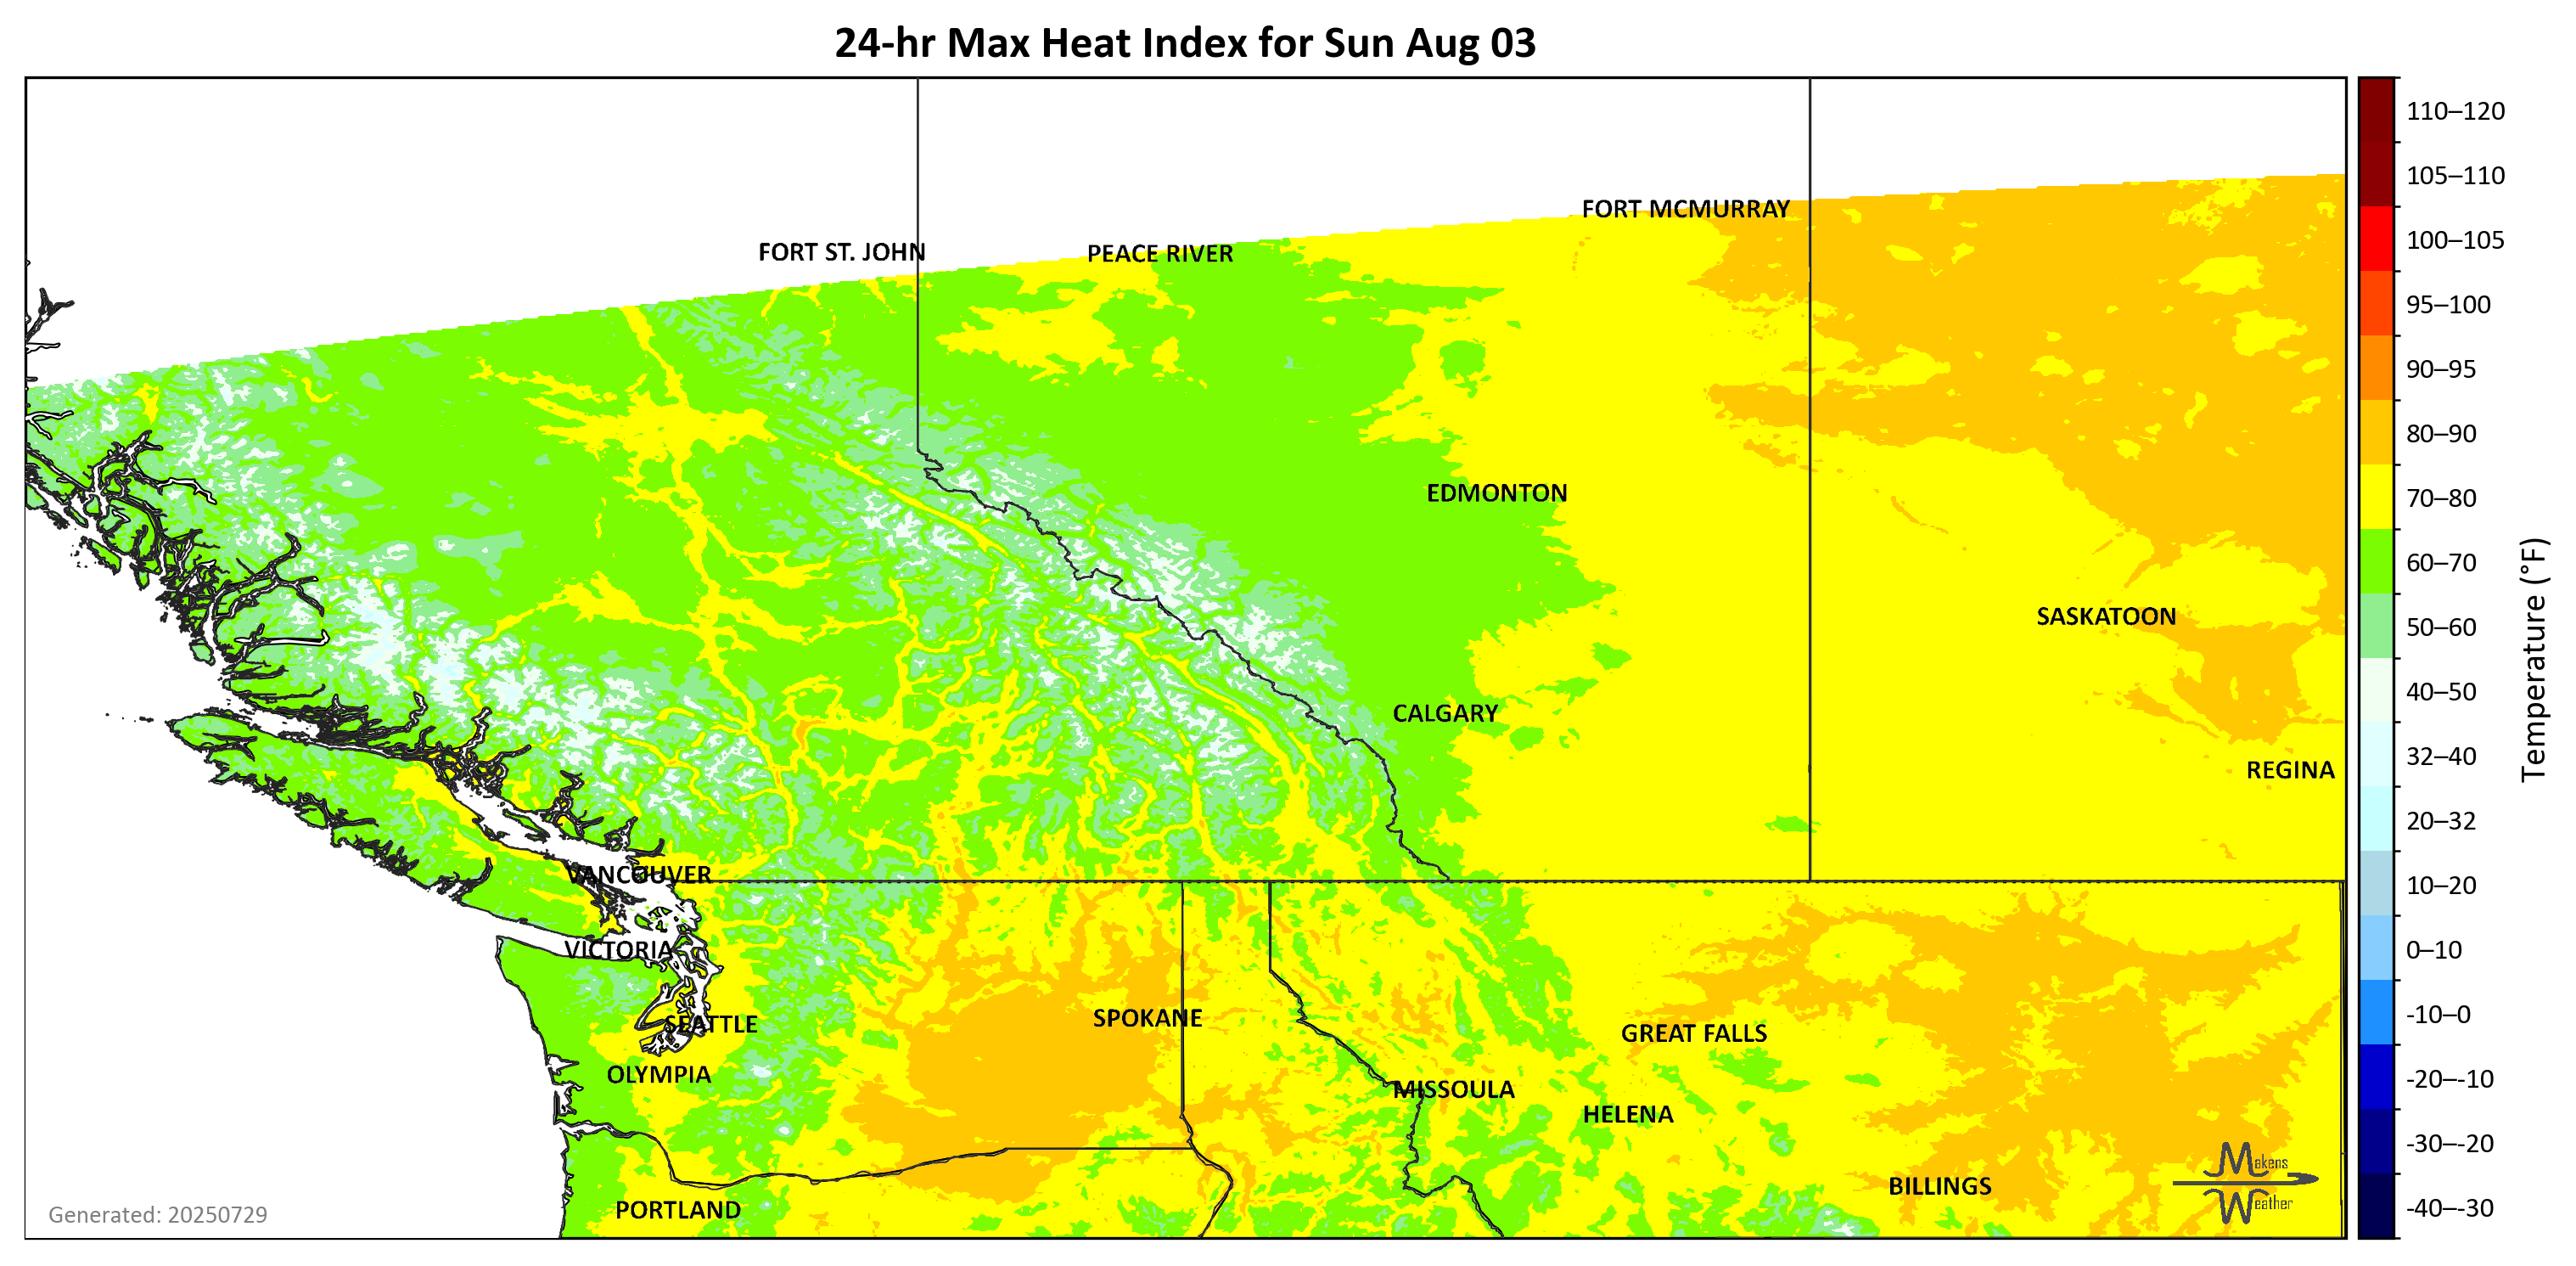 24-hr Max Heat Index for Sun Aug 03
110–120
105–110
FORT MCMURRAY
100–105
FORT ST. JOHN
PEACE RIVER
95–100
90–95
80–90
EDMONTON
70–80
60–70
SASKATOON
50–60
40–50
CALGARY
32–40
REGINA
20–32
VANCOUVER
10–20
VICTORIA
0–10
SEATTLE
SPOKANE
GREAT FALLS
-10–0
OLYMPIA
-20–-10
MISSOULA
HELENA
-30–-20
Makens
Weather
BILLINGS
PORTLAND
-40–-30
Generated: 20250729
Temperature (°F)